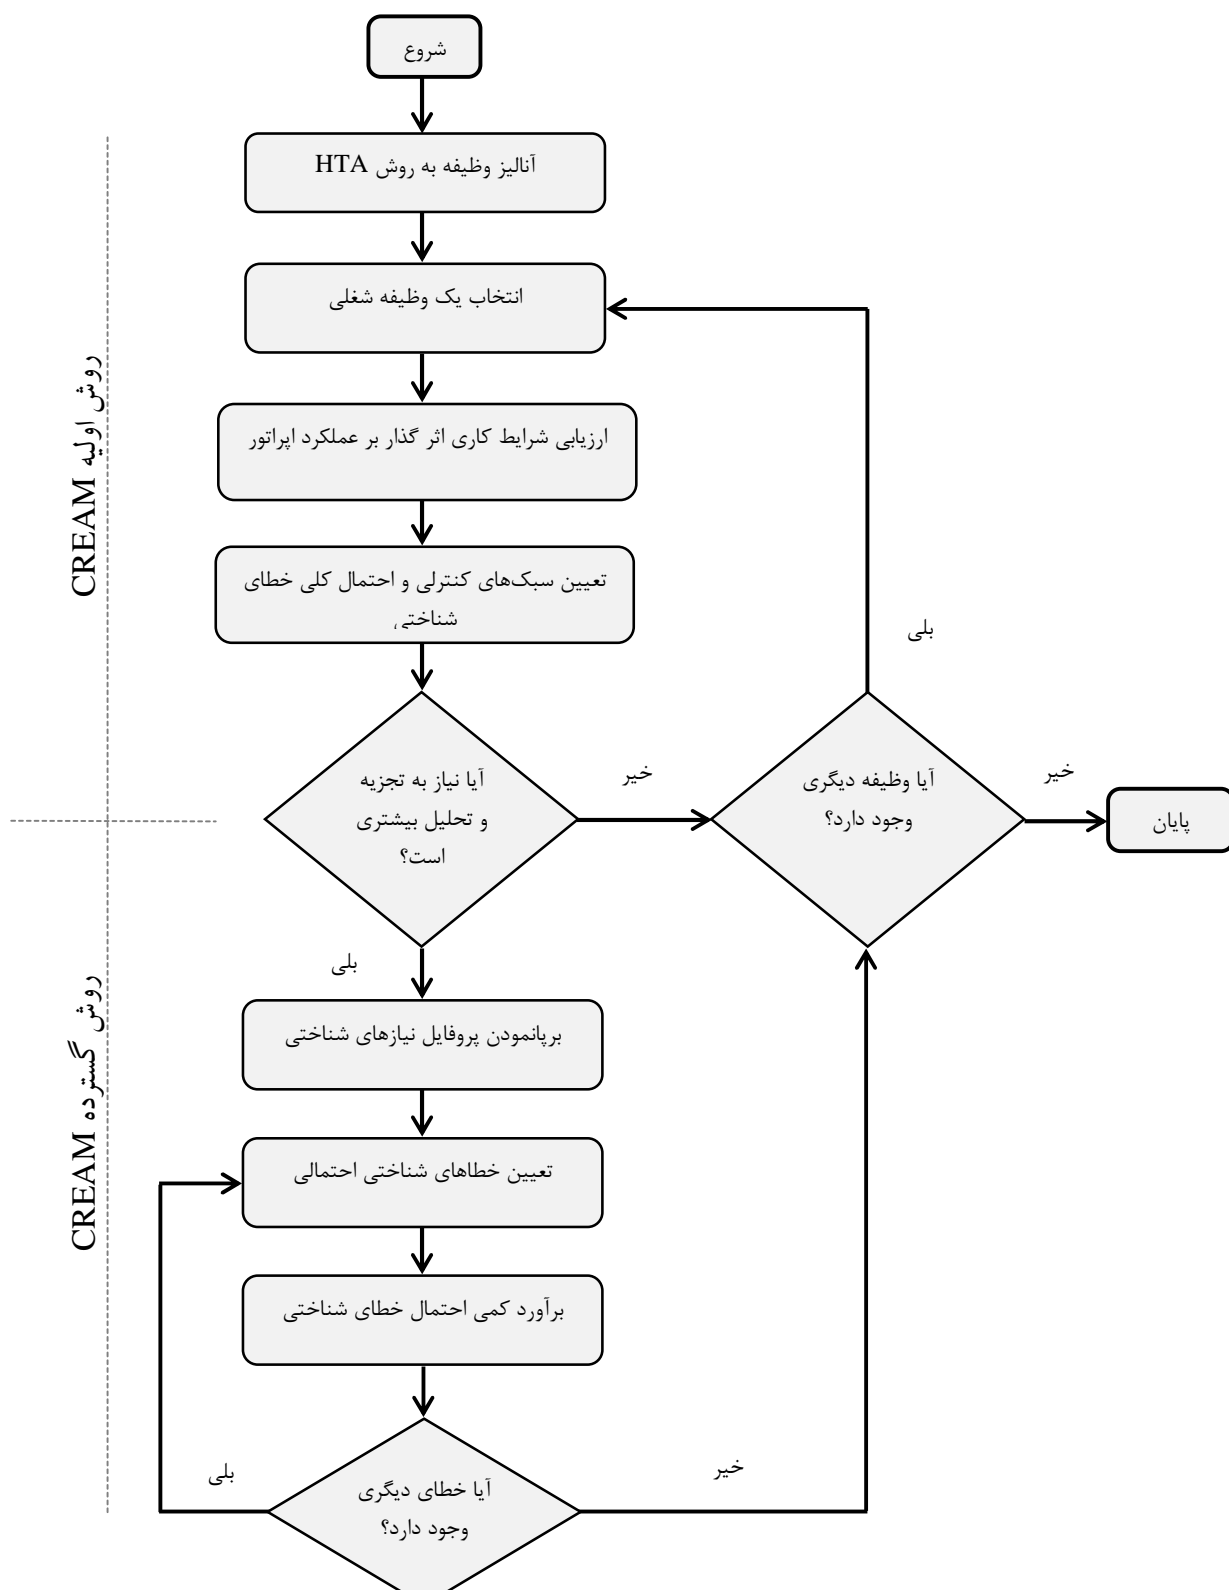 شروع
آنالیز وظیفه به روش HTA
انتخاب یک وظیفه شغلی
ارزیابی شرایط کاری اثر گذار بر عملکرد اپراتور
تعیین سبک‌های کنترلی و احتمال کلی خطای
شناختی
روش اولیه CREAM
بلی
آیا نیاز به تجزیه
و تحلیل بیشتری
است؟
خیر
آیا وظیفه دیگری
وجود دارد؟
خیر
پایان
بلی
برپانمودن پروفایل نیازهای شناختی
تعیین خطاهای شناختی احتمالی
برآورد کمی احتمال خطای شناختی
روش گسترده CREAM
آیا خطای دیگری
وجود دارد؟
بلی
خیر